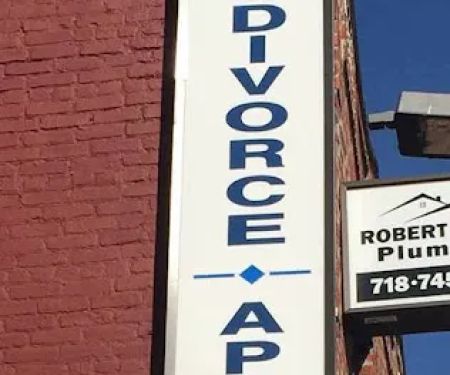 DIVORCE
AP
ROBERT
Plum
718-745